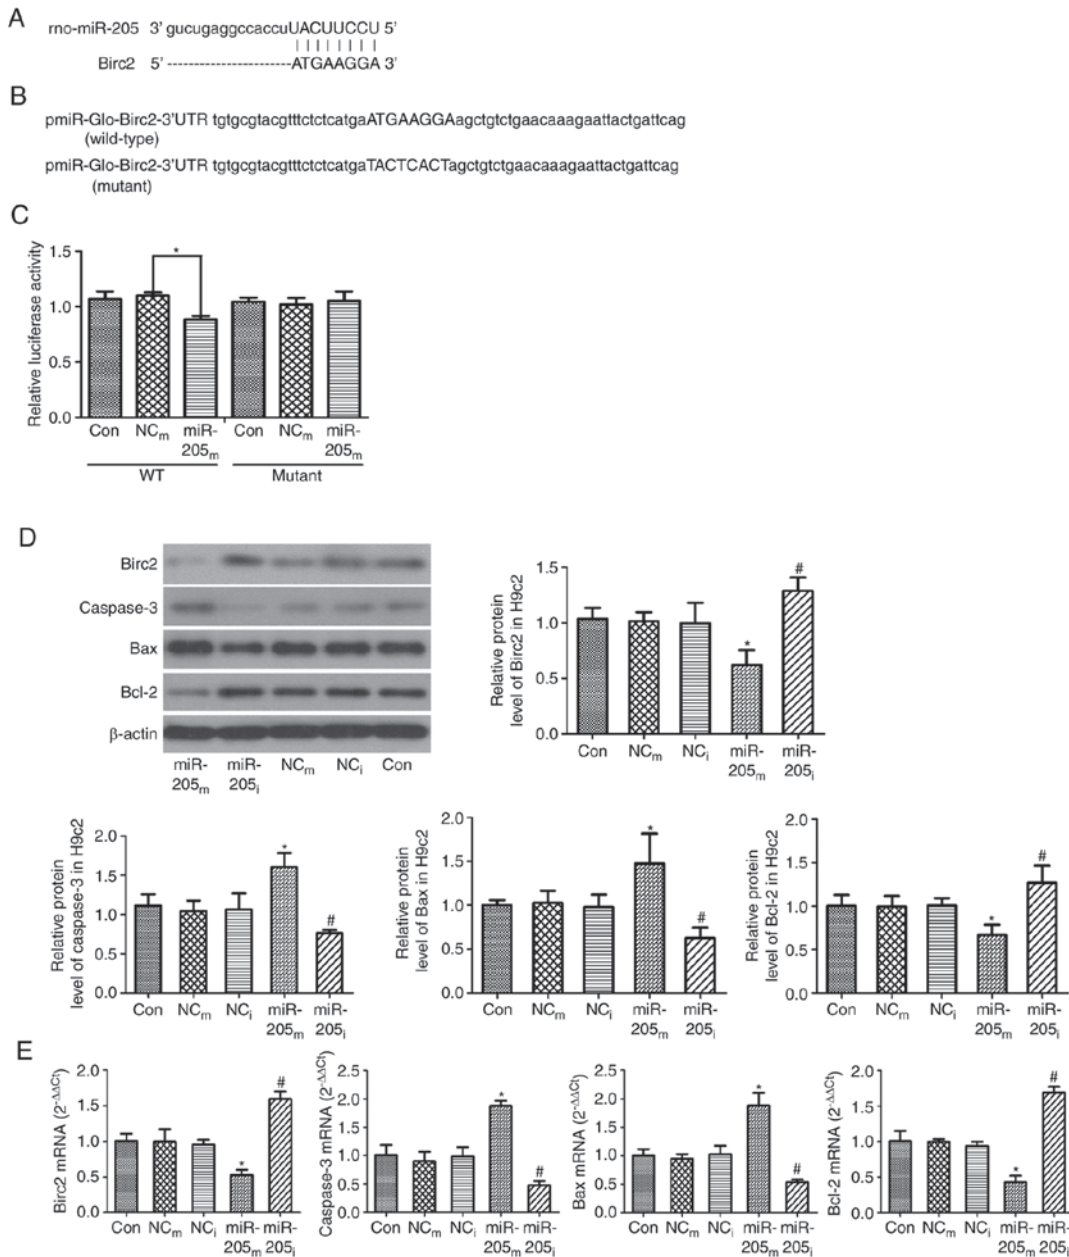 A
rno-miR-205 3' gucugaggccaccuUACUUCCU 5'
| | | | | | | |
Birc2 5' -----------------------ATGAAGGA 3'
B
pmiR-Glo-Birc2-3'UTR tgtgcgtacgtttctctcatgaATGAAGGAagctgtctgaacaaagaattactgattcag
(wild-type)
pmiR-Glo-Birc2-3'UTR tgtgcgtacgtttctctcatgaTACTCACTagctgtctgaacaaagaattactgattcag
(mutant)
C
Relative luciferase activity
1.5
1.0
0.5
0.0
*
Con NCm miR-205m Con NCm miR-205m
WT Mutant
D
Birc2
Caspase-3
Bax
Bcl-2
β-actin
miR-205m miR-205i NCm NCi Con
Relative protein
level of Birc2 in H9c2
1.5
1.0
0.5
0.0
* #
Con NCm NCi miR-205m miR-205i
Relative protein
level of caspase-3 in H9c2
2.0
1.5
1.0
0.5
0.0
* #
Con NCm NCi miR-205m miR-205i
Relative protein
level of Bax in H9c2
2.0
1.5
1.0
0.5
0.0
* #
Con NCm NCi miR-205m miR-205i
Relative protein
level of Bcl-2 in H9c2
2.0
1.5
1.0
0.5
0.0
* #
Con NCm NCi miR-205m miR-205i
E
Birc2 mRNA (2-ΔΔCt)
2.0
1.5
1.0
0.5
0.0
* #
Con NCm NCi miR-205m miR-205i
Caspase-3 mRNA (2-ΔΔCt)
2.5
2.0
1.5
1.0
0.5
0.0
* #
Con NCm NCi miR-205m miR-205i
Bax mRNA (2-ΔΔCt)
2.5
2.0
1.5
1.0
0.5
0.0
* #
Con NCm NCi miR-205m miR-205i
Bcl-2 mRNA (2-ΔΔCt)
2.0
1.5
1.0
0.5
0.0
* #
Con NCm NCi miR-205m miR-205i